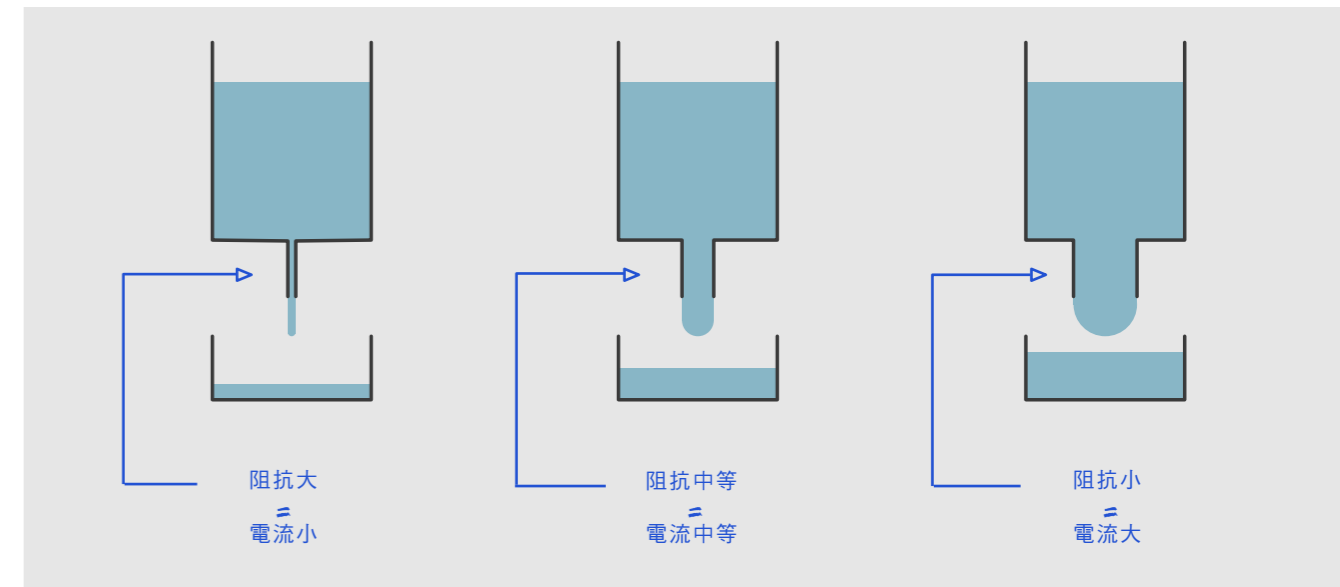 阻抗大
=
電流小
阻抗中等
=
電流中等
阻抗小
=
電流大